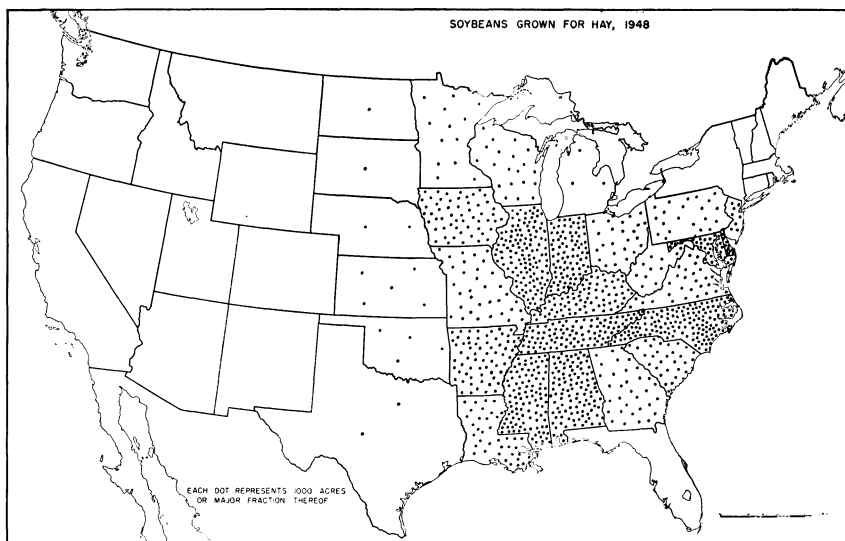 SOYBEANS GROWN FOR HAY, 1948
EACH DOT REPRESENTS 1000 ACRES
OR MAJOR FRACTION THEREOF